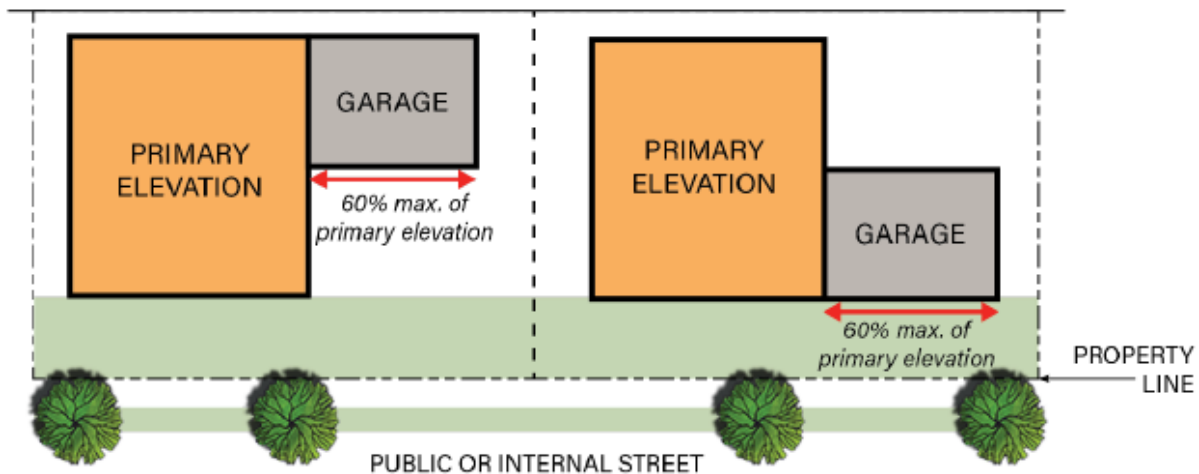 GARAGE
PRIMARY
ELEVATION
60% max. of
primary elevation
PRIMARY
ELEVATION
GARAGE
60% max. of
primary elevation
PROPERTY
LINE
PUBLIC OR INTERNAL STREET